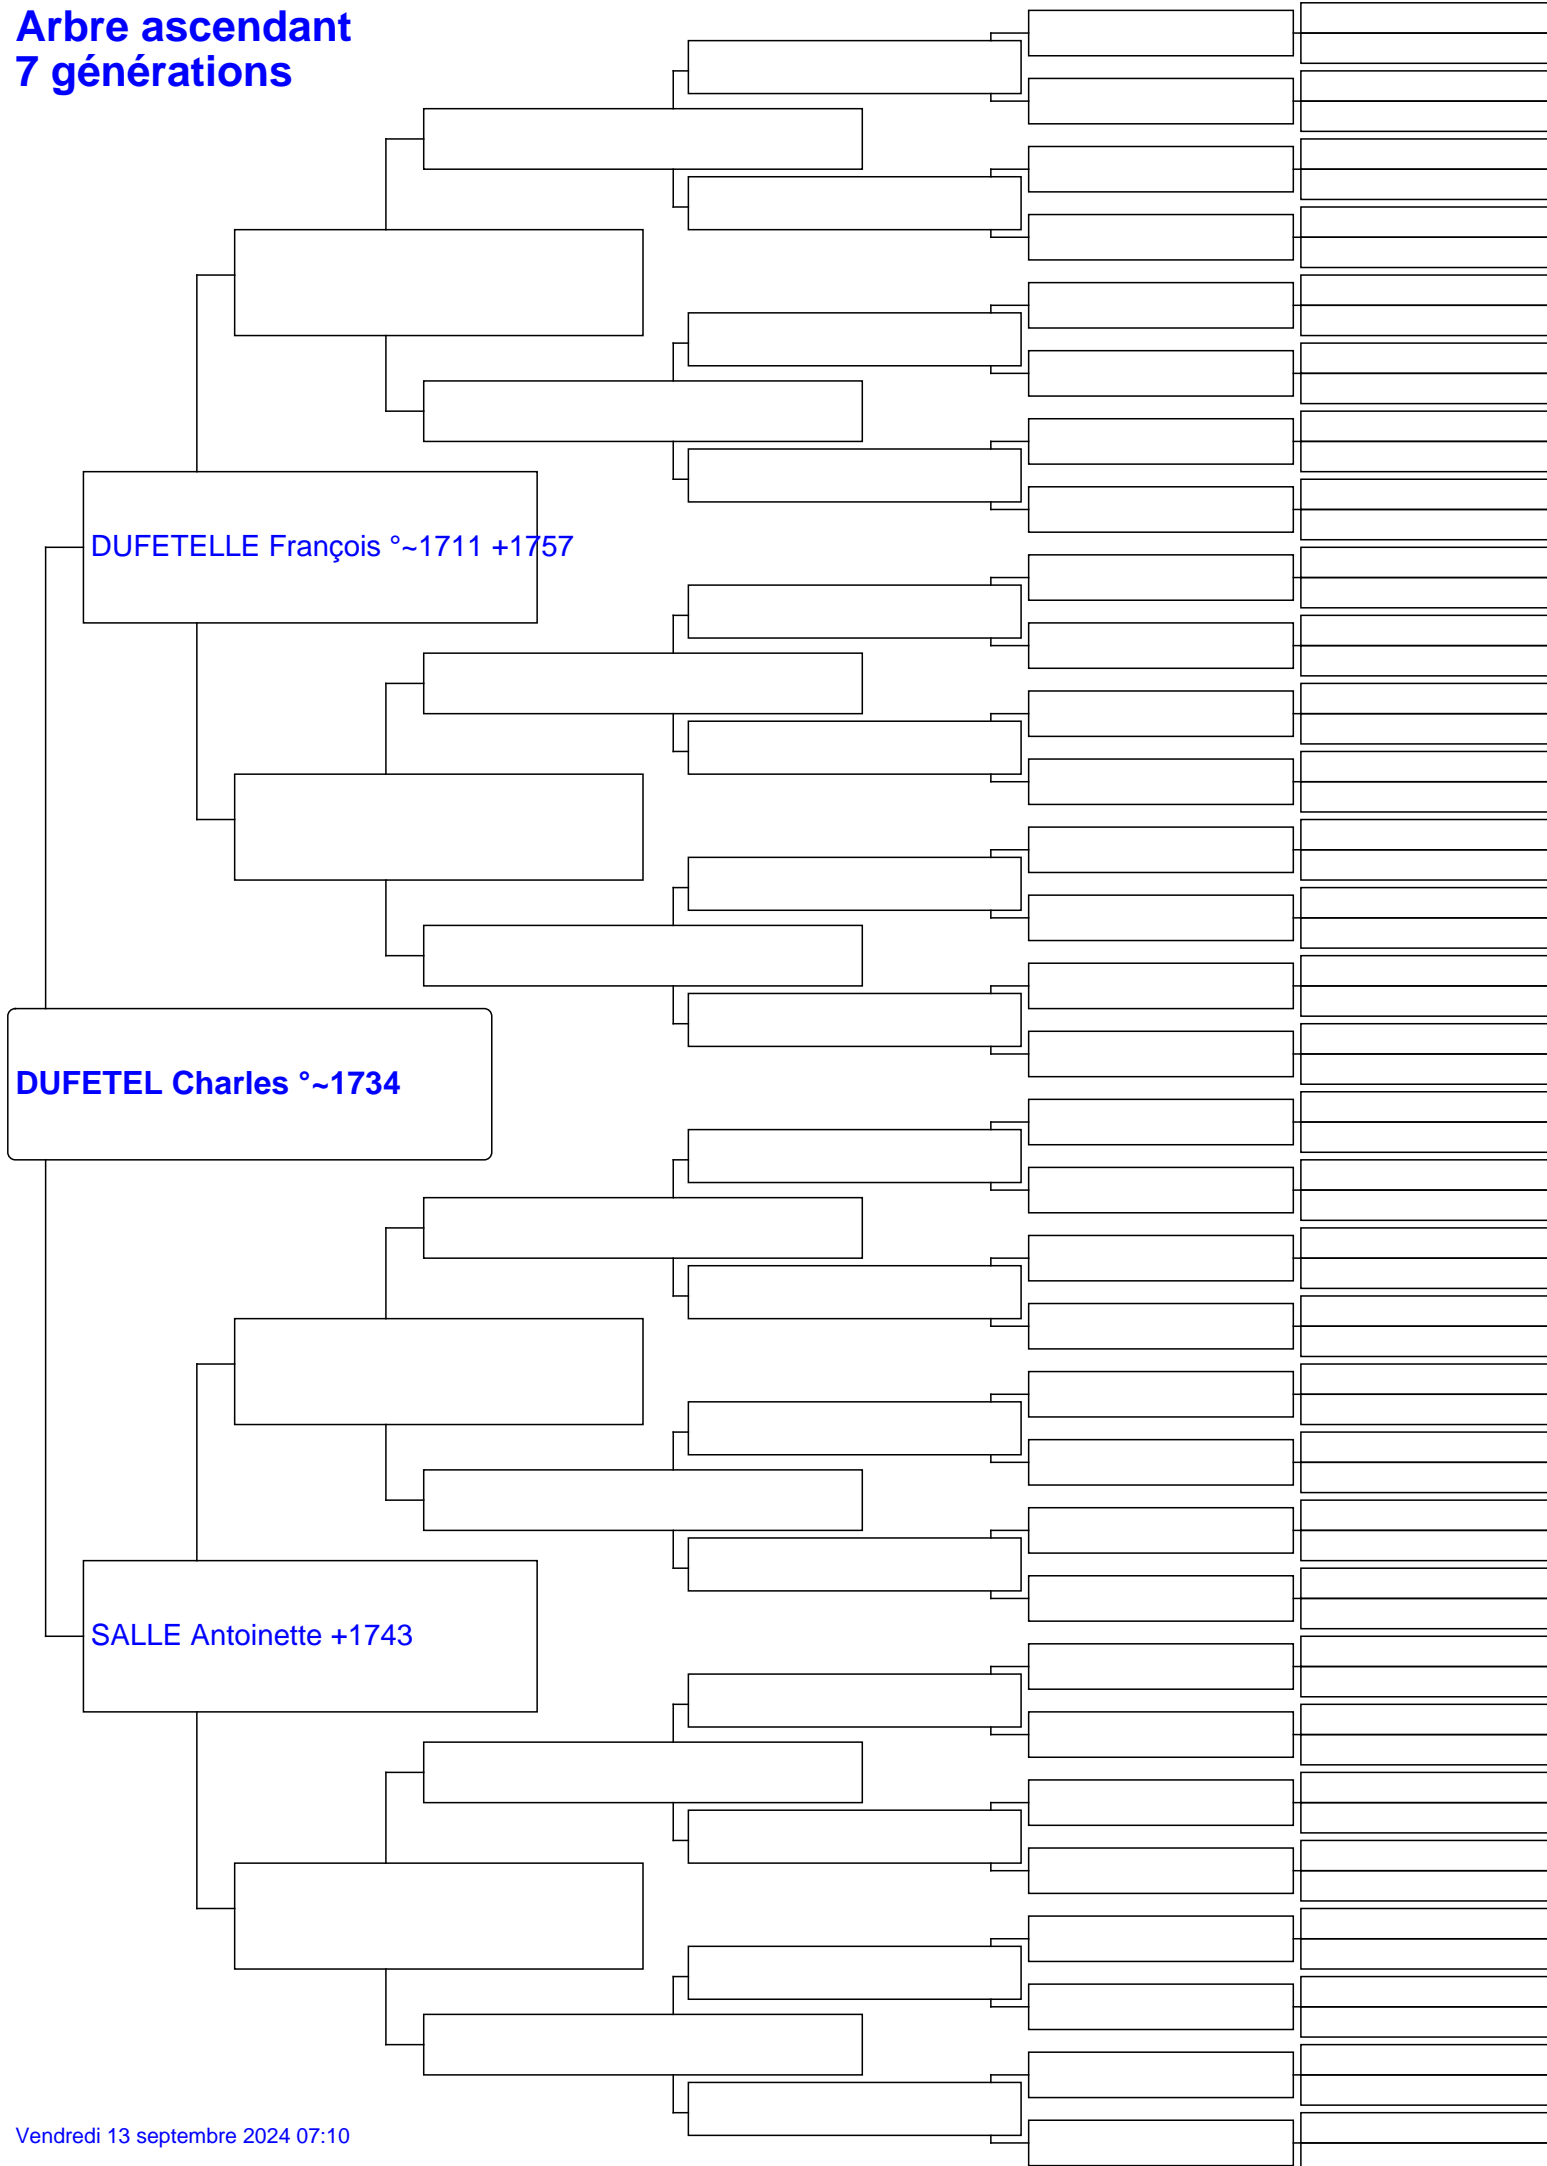 Arbre ascendant
7 générations
DUFETELLE François °~1711 +1757
DUFETEL Charles °~1734
SALLE Antoinette +1743
Vendredi 13 septembre 2024 07:10